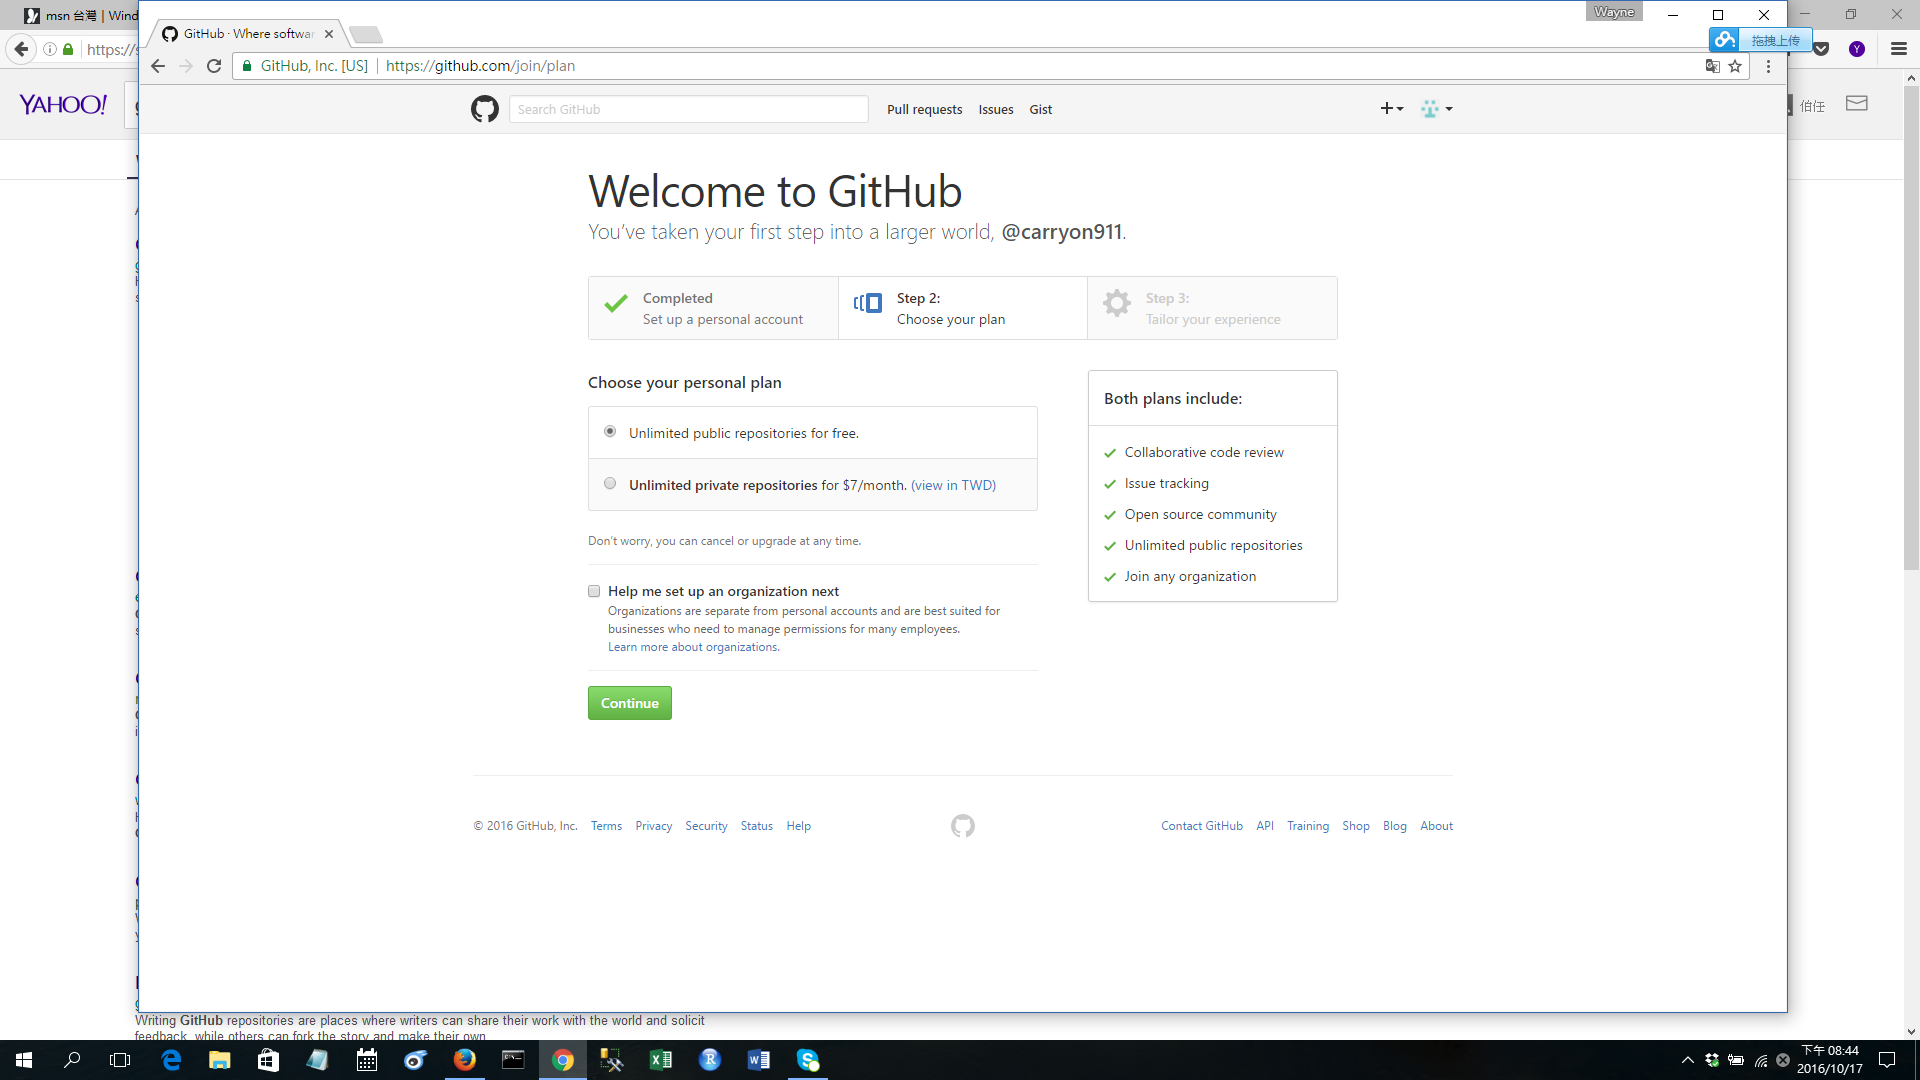 msn 台灣 | Wind
Wayne
GitHub · Where softwar
拖拽上传
https://s
GitHub, Inc. [US]
https://github.com/join/plan
YAHOO!
Search GitHub
Pull requests
Issues
Gist
伯任
Welcome to GitHub
You've taken your first step into a larger world, @carryon911.
Completed
Set up a personal account
Step 2:
Choose your plan
Step 3:
Tailor your experience
Choose your personal plan
Unlimited public repositories for free.
Unlimited private repositories for $7/month. (view in TWD)
Don't worry, you can cancel or upgrade at any time.
Help me set up an organization next
Organizations are separate from personal accounts and are best suited for
businesses who need to manage permissions for many employees.
Learn more about organizations.
Continue
Both plans include:
Collaborative code review
Issue tracking
Open source community
Unlimited public repositories
Join any organization
© 2016 GitHub, Inc. Terms Privacy Security Status Help
Contact GitHub API Training Shop Blog About
Writing GitHub repositories are places where writers can share their work with the world and solicit
feedback, while others can fork the story and make their own
下午 08:44
2016/10/17